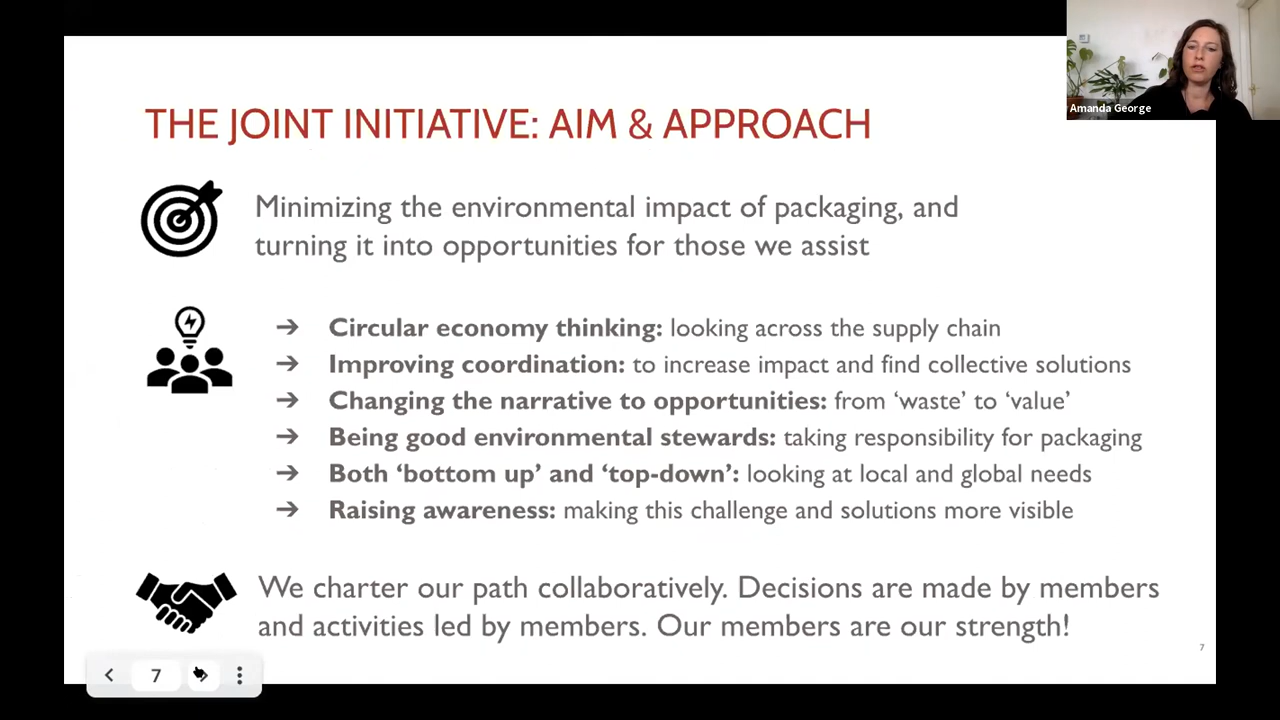 Amanda George
THE JOINT INITIATIVE: AIM & APPROACH
Minimizing the environmental impact of packaging, and
turning it into opportunities for those we assist
➔ Circular economy thinking: looking across the supply chain
➔ Improving coordination: to increase impact and find collective solutions
➔ Changing the narrative to opportunities: from ‘waste’ to ‘value’
➔ Being good environmental stewards: taking responsibility for packaging
➔ Both ‘bottom up’ and ‘top-down’: looking at local and global needs
➔ Raising awareness: making this challenge and solutions more visible
We charter our path collaboratively. Decisions are made by members
and activities led by members. Our members are our strength!
7
7